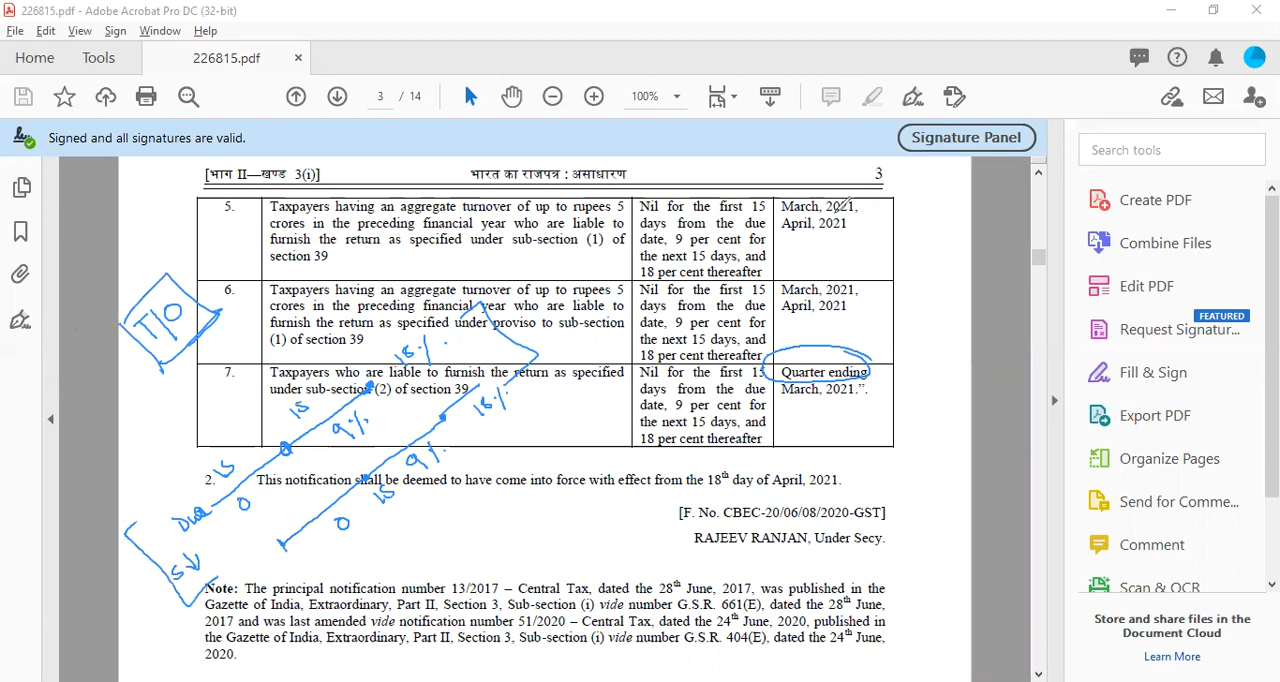 226815.pdf - Adobe Acrobat Pro DC (32-bit)
File Edit View Sign Window Help
Home Tools 226815.pdf ×
3 / 14 100%
Signed and all signatures are valid.
Signature Panel
Search tools
[भाग II—खण्ड 3(i)] भारत का राजपत्र : असाधारण 3
5. Taxpayers having an aggregate turnover of up to rupees 5 crores in the preceding financial year who are liable to furnish the return as specified under sub-section (1) of section 39
Nil for the first 15 days from the due date, 9 per cent for the next 15 days, and 18 per cent thereafter
March, 2021, April, 2021
6. Taxpayers having an aggregate turnover of up to rupees 5 crores in the preceding financial year who are liable to furnish the return as specified under proviso to sub-section (1) of section 39
Nil for the first 15 days from the due date, 9 per cent for the next 15 days, and 18 per cent thereafter
March, 2021, April, 2021
7. Taxpayers who are liable to furnish the return as specified under sub-section (2) of section 39
Nil for the first 15 days from the due date, 9 per cent for the next 15 days, and 18 per cent thereafter
Quarter ending March, 2021.”.
T/O
18%
15
9%
15
0
Due
18%
9%
15
0
2. This notification shall be deemed to have come into force with effect from the 18th day of April, 2021.
[F. No. CBEC-20/06/08/2020-GST]
RAJEEV RANJAN, Under Secy.
Note: The principal notification number 13/2017 – Central Tax, dated the 28th June, 2017, was published in the
Gazette of India, Extraordinary, Part II, Section 3, Sub-section (i) vide number G.S.R. 661(E), dated the 28th June,
2017 and was last amended vide notification number 51/2020 – Central Tax, dated the 24th June, 2020, published in
the Gazette of India, Extraordinary, Part II, Section 3, Sub-section (i) vide number G.S.R. 404(E), dated the 24th June,
2020.
Create PDF
Combine Files
Edit PDF
FEATURED
Request Signatur...
Fill & Sign
Export PDF
Organize Pages
Send for Comme...
Comment
Scan & OCR
Store and share files in the
Document Cloud
Learn More